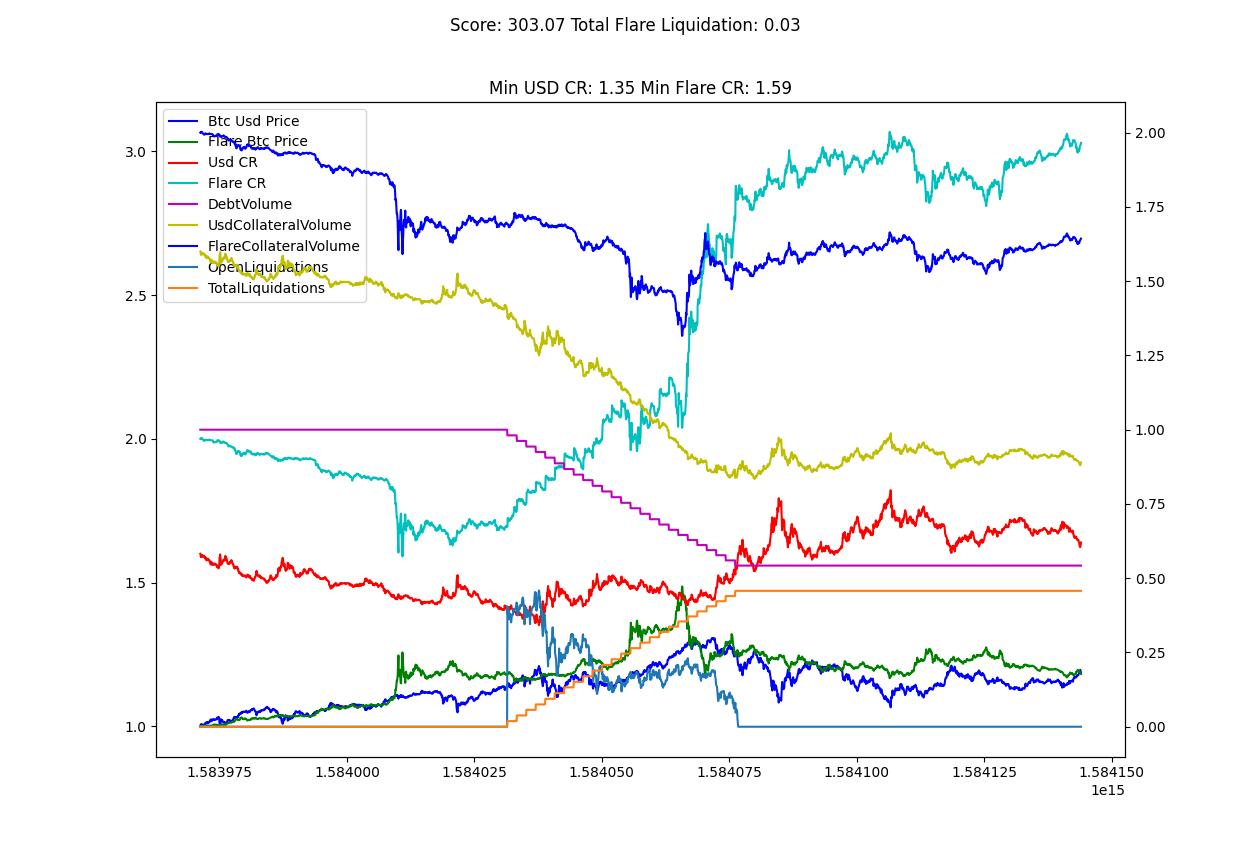 Score: 303.07 Total Flare Liquidation: 0.03
Min USD CR: 1.35 Min Flare CR: 1.59
Btc Usd Price
Flare Btc Price
Usd CR
Flare CR
DebtVolume
UsdCollateralVolume
FlareCollateralVolume
OpenLiquidations
TotalLiquidations
3.0
2.5
2.0
1.5
1.0
2.00
1.75
1.50
1.25
1.00
0.75
0.50
0.25
0.00
1.583975 1.584000 1.584025 1.584050 1.584075 1.584100 1.584125 1.584150
1e15